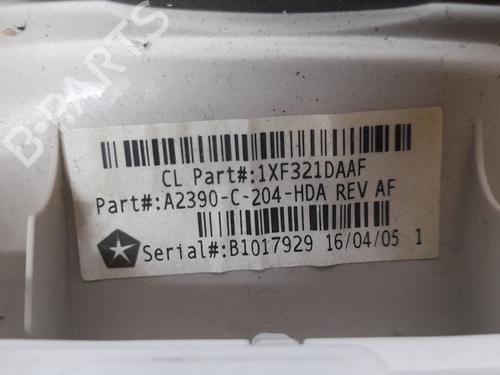 B-PARTS
CL Part#:1XF321DAAF
Part#:A2390-C-204-HDA REV AF
Serial#:B1017929 16/04/05 1